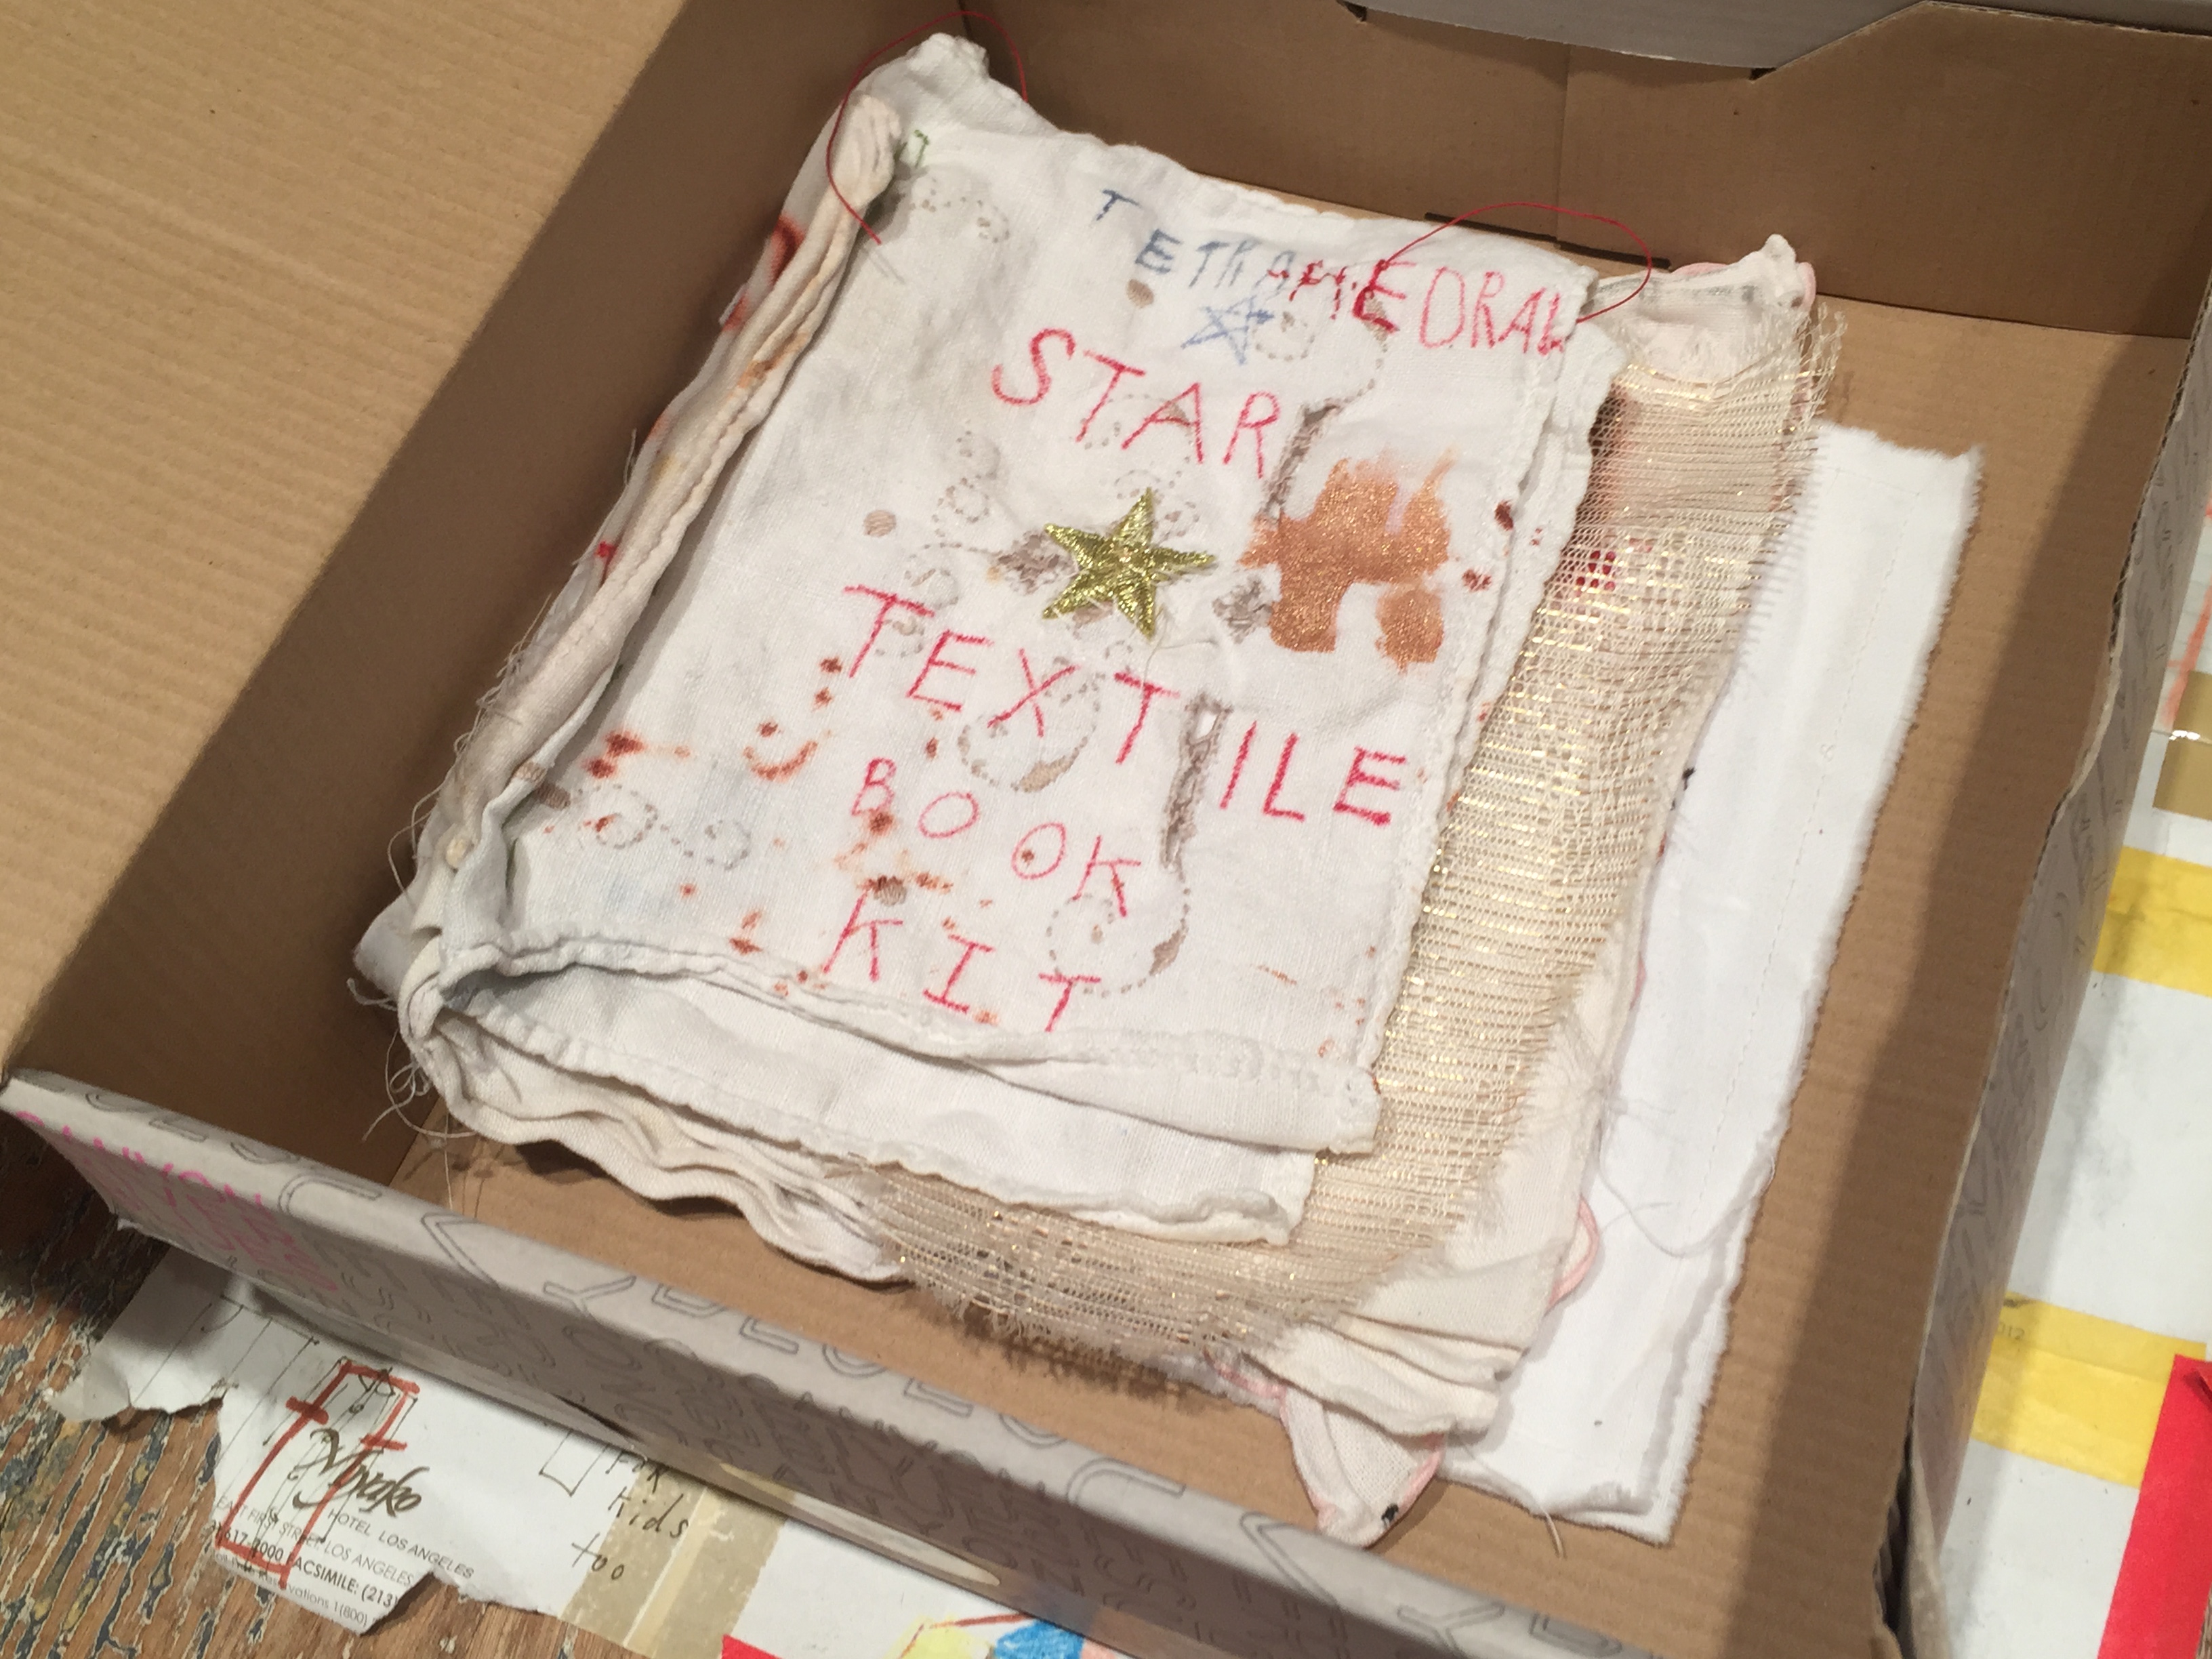 TETRAHEDRAL
STAR
TEXTILE
BOOK
KIT
Miyako
HOTEL LOS ANGELES
EAST FIRST STREET LOS ANGELES
617-2000 FACSIMILE: (213)
Reservations 1(800)
FOR
kids
too